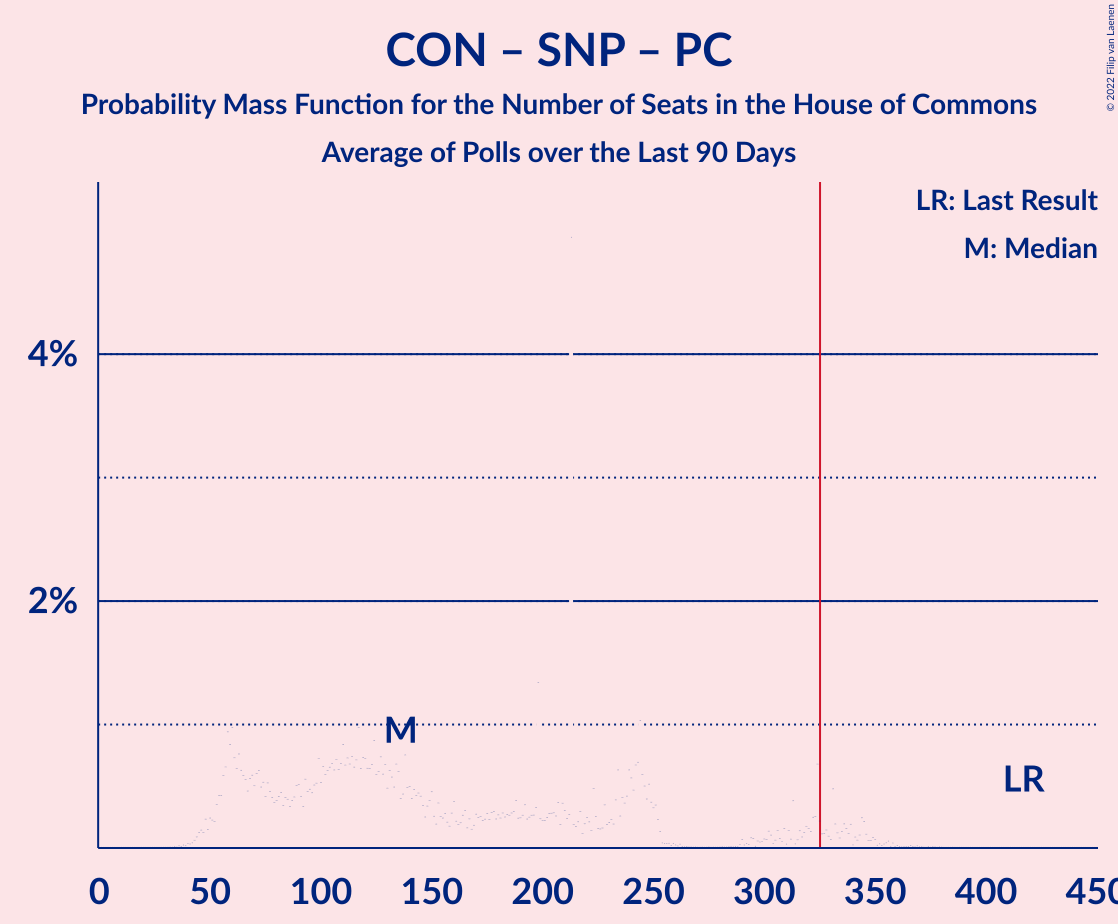 CON – SNP – PC
Probability Mass Function for the Number of Seats in the House of Commons
Average of Polls over the Last 90 Days
© 2022 Filip van Laenen
LR: Last Result
M: Median
4%
2%
M
LR
0 50 100 150 200 250 300 350 400 450